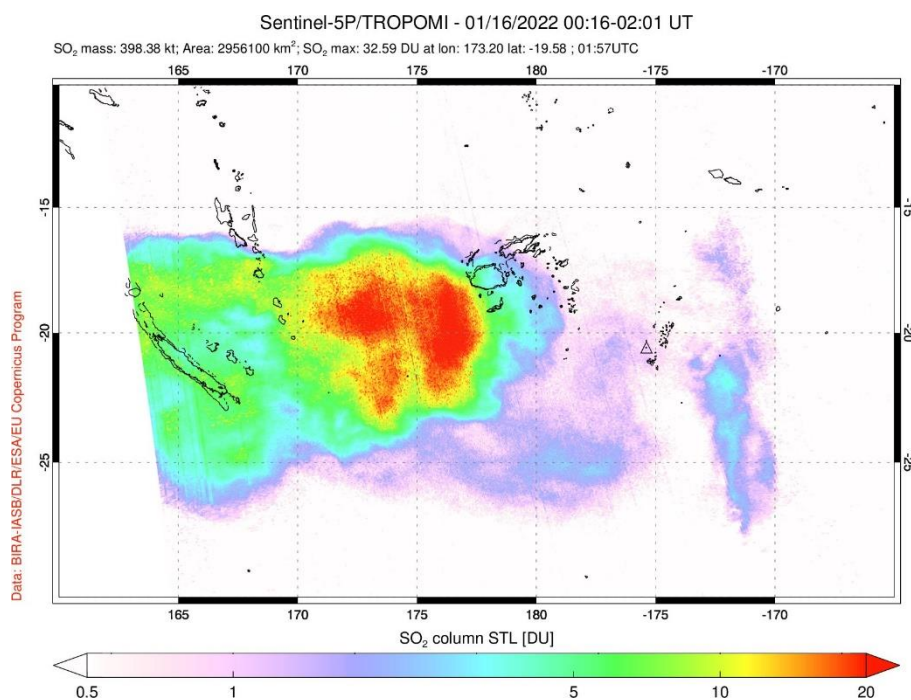 Sentinel-5P/TROPOMI - 01/16/2022 00:16-02:01 UT
SO₂ mass: 398.38 kt; Area: 2956100 km²; SO₂ max: 32.59 DU at lon: 173.20 lat: -19.58 ; 01:57UTC
165 170 175 180 -175 -170
-15 -15
-20 -20
-25 -25
165 170 175 180 -175 -170
Data: BIRA-IASB/DLR/ESA/EU Copernicus Program
SO₂ column STL [DU]
0.5 1 5 10 20